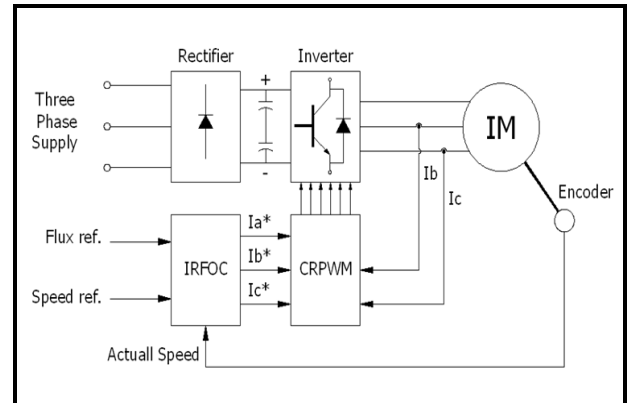 Rectifier
Inverter
Three
Phase
Supply
+
-
IM
Ib
Ic
Encoder
Flux ref.
Speed ref.
IRFOC
Ia*
Ib*
Ic*
CRPWM
Actuall Speed